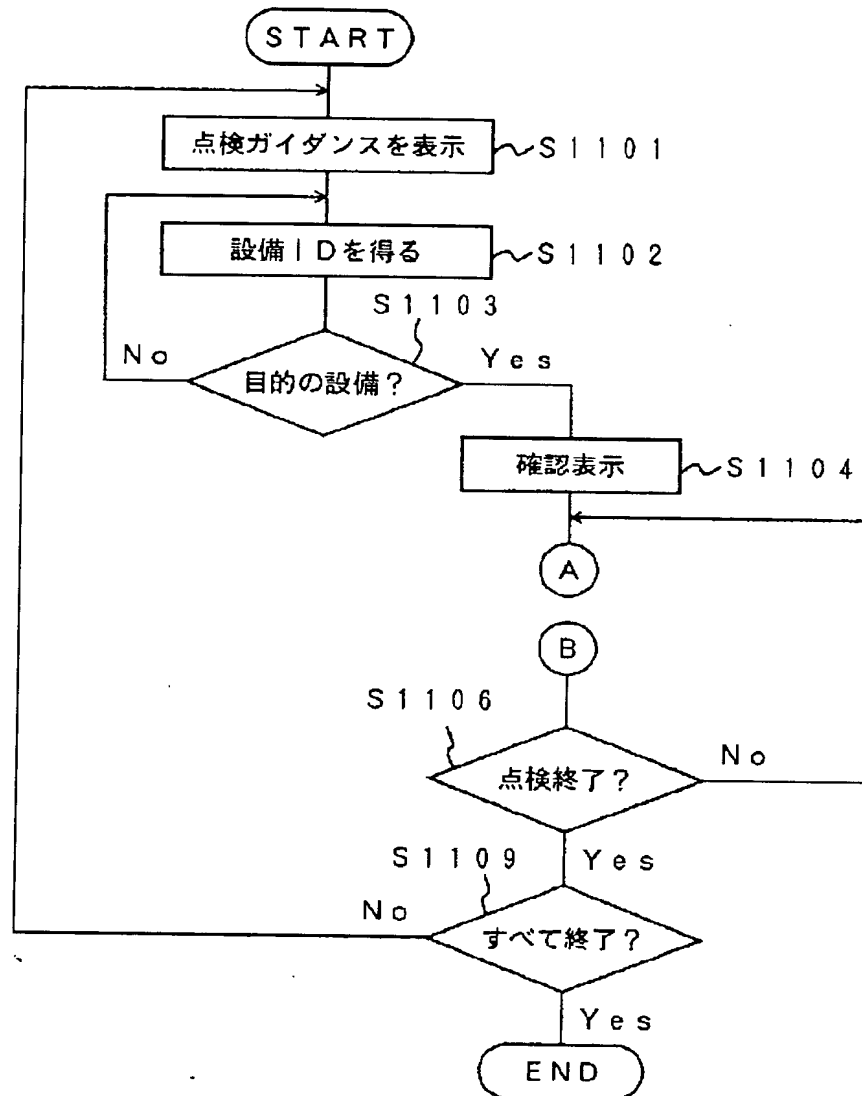 START
点検ガイダンスを表示
S1101
設備IDを得る
S1102
S1103
No
Yes
目的の設備?
確認表示
S1104
A
B
S1106
点検終了?
No
Yes
S1109
No
すべて終了?
Yes
END